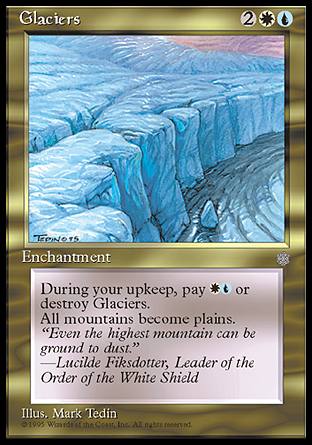 Glaciers 2
TEDIN©95
Enchantment
During your upkeep, pay or
destroy Glaciers.
All mountains become plains.
“Even the highest mountain can be
ground to dust.”
—Lucilde Fiksdotter, Leader of the
Order of the White Shield
Illus. Mark Tedin
©1995 Wizards of the Coast, Inc. All rights reserved.